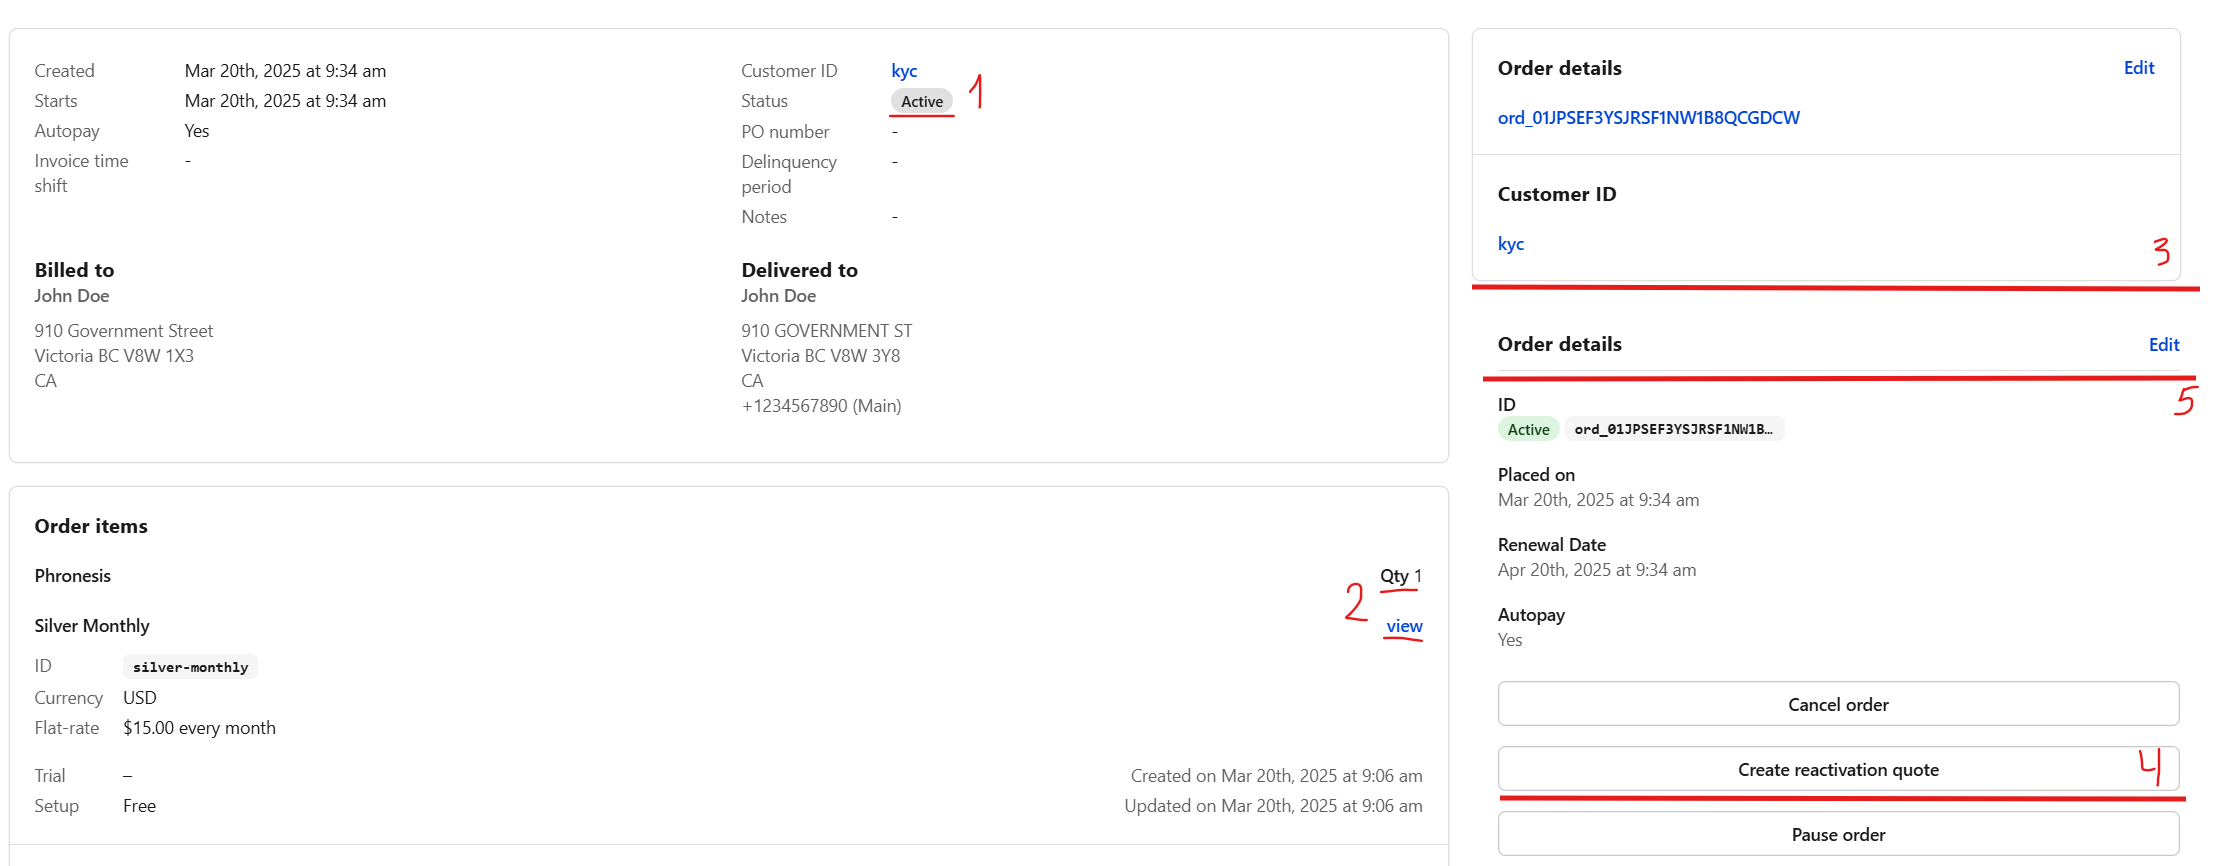 Created Mar 20th, 2025 at 9:34 am
Starts Mar 20th, 2025 at 9:34 am
Autopay Yes
Invoice time shift -
Customer ID kyc
Status Active 1
PO number -
Delinquency period -
Notes -
Billed to
John Doe
910 Government Street
Victoria BC V8W 1X3
CA
Delivered to
John Doe
910 GOVERNMENT ST
Victoria BC V8W 3Y8
CA
+1234567890 (Main)
Order items
Phronesis Qty 1
2
Silver Monthly view
ID silver-monthly
Currency USD
Flat-rate $15.00 every month
Trial –
Setup Free
Created on Mar 20th, 2025 at 9:06 am
Updated on Mar 20th, 2025 at 9:06 am
Order details Edit
ord_01JPSEF3YSJRSF1NW1B8QCGDCW
Customer ID
kyc
3
Order details Edit
5
ID
Active ord_01JPSEF3YSJRSF1NW1B…
Placed on
Mar 20th, 2025 at 9:34 am
Renewal Date
Apr 20th, 2025 at 9:34 am
Autopay
Yes
Cancel order
Create reactivation quote 4
Pause order